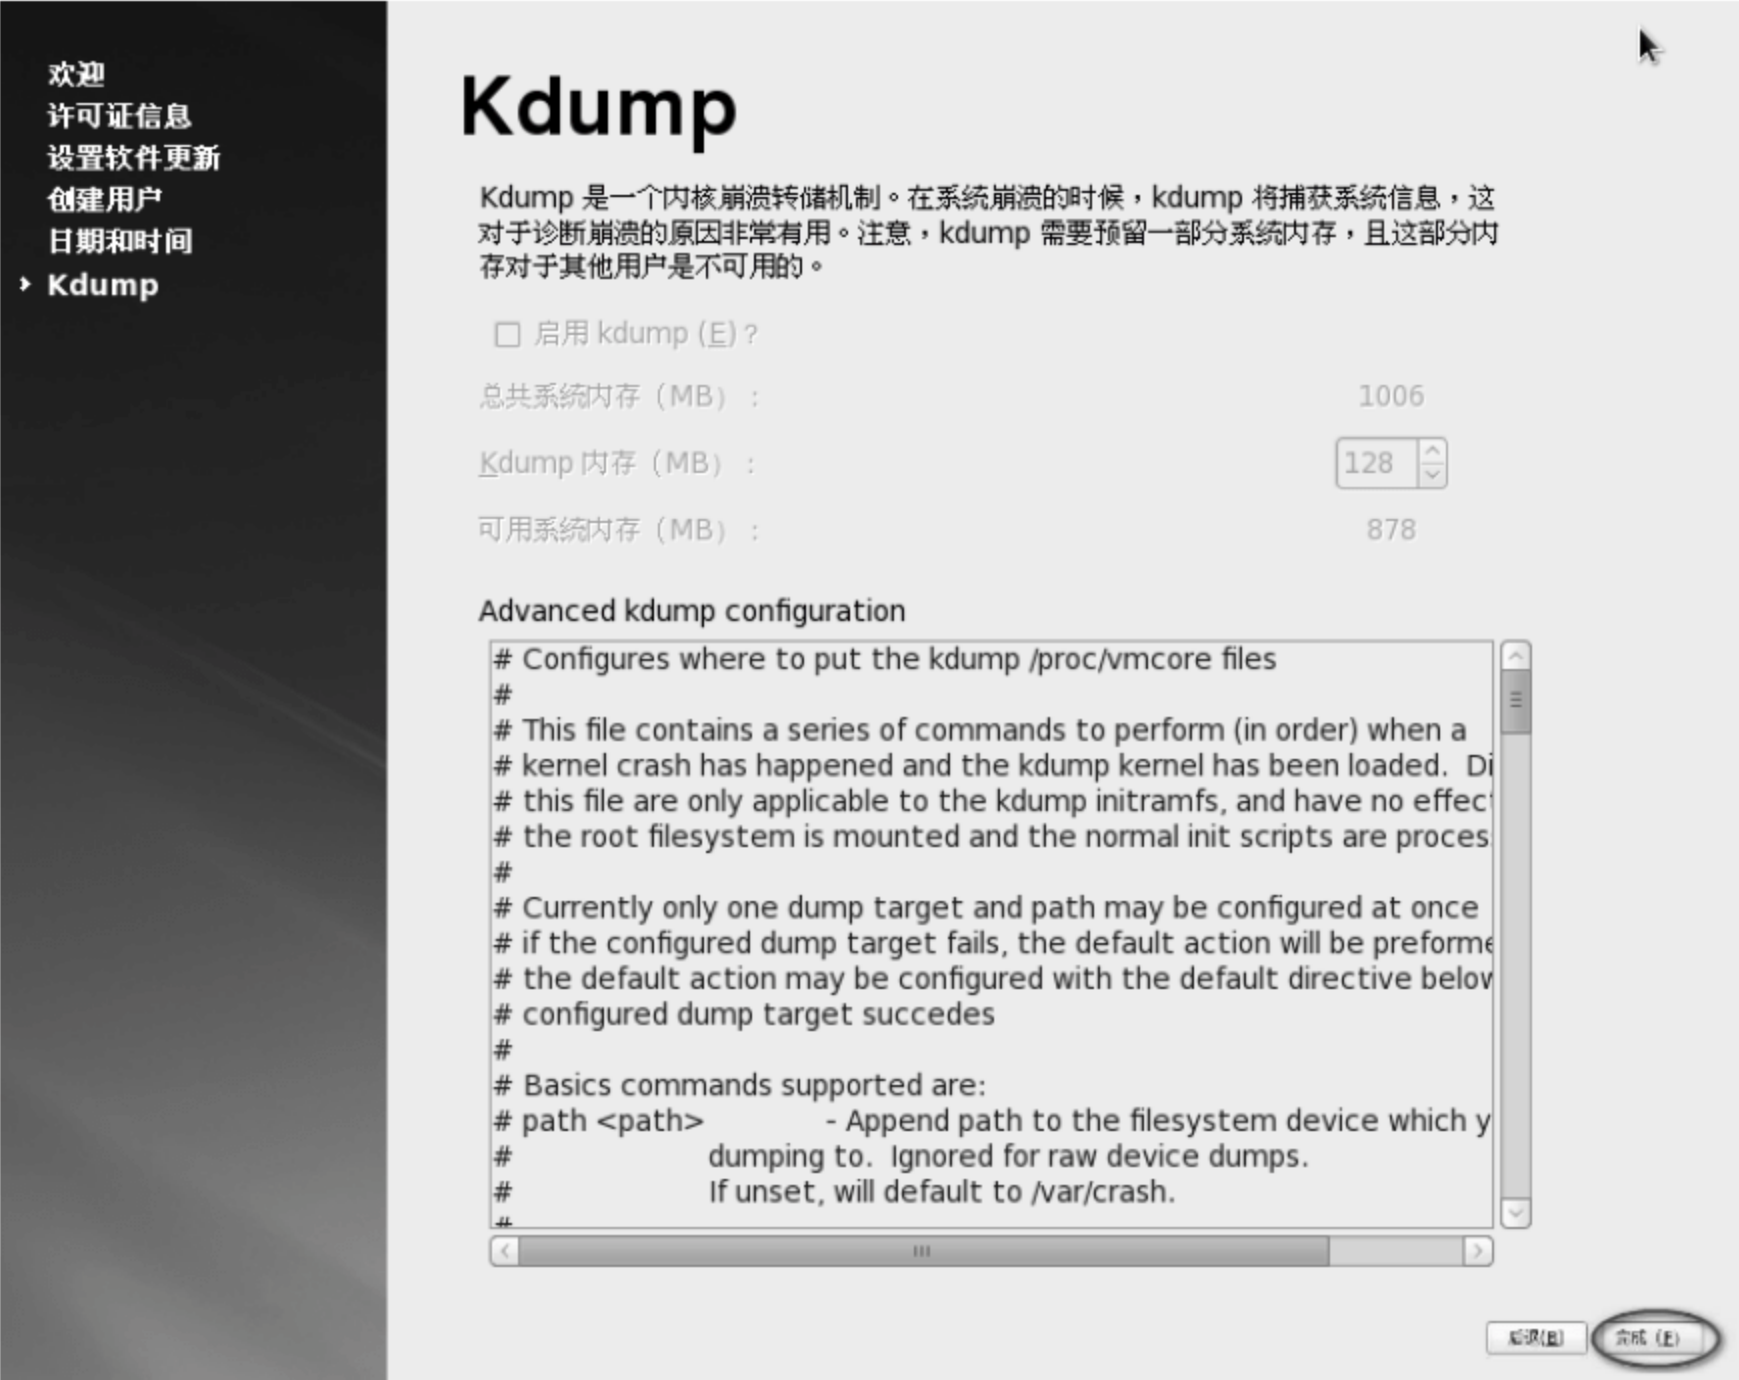 欢迎
许可证信息
设置软件更新
创建用户
日期和时间
Kdump
Kdump
Kdump 是一个内核崩溃转储机制。在系统崩溃的时候，kdump 将捕获系统信息，这
对于诊断崩溃的原因非常有用。注意，kdump 需要预留一部分系统内存，且这部分内
存对于其他用户是不可用的。
启用 kdump (E)？
总共系统内存（MB）： 1006
Kdump 内存（MB）： 128
可用系统内存（MB）： 878
Advanced kdump configuration
# Configures where to put the kdump /proc/vmcore files
#
# This file contains a series of commands to perform (in order) when a
# kernel crash has happened and the kdump kernel has been loaded.  Di
# this file are only applicable to the kdump initramfs, and have no effect
# the root filesystem is mounted and the normal init scripts are proces
#
# Currently only one dump target and path may be configured at once
# if the configured dump target fails, the default action will be preforme
# the default action may be configured with the default directive below
# configured dump target succedes
#
# Basics commands supported are:
# path <path> - Append path to the filesystem device which y
# dumping to.  Ignored for raw device dumps.
# If unset, will default to /var/crash.
#
后退(B) 完成（F）